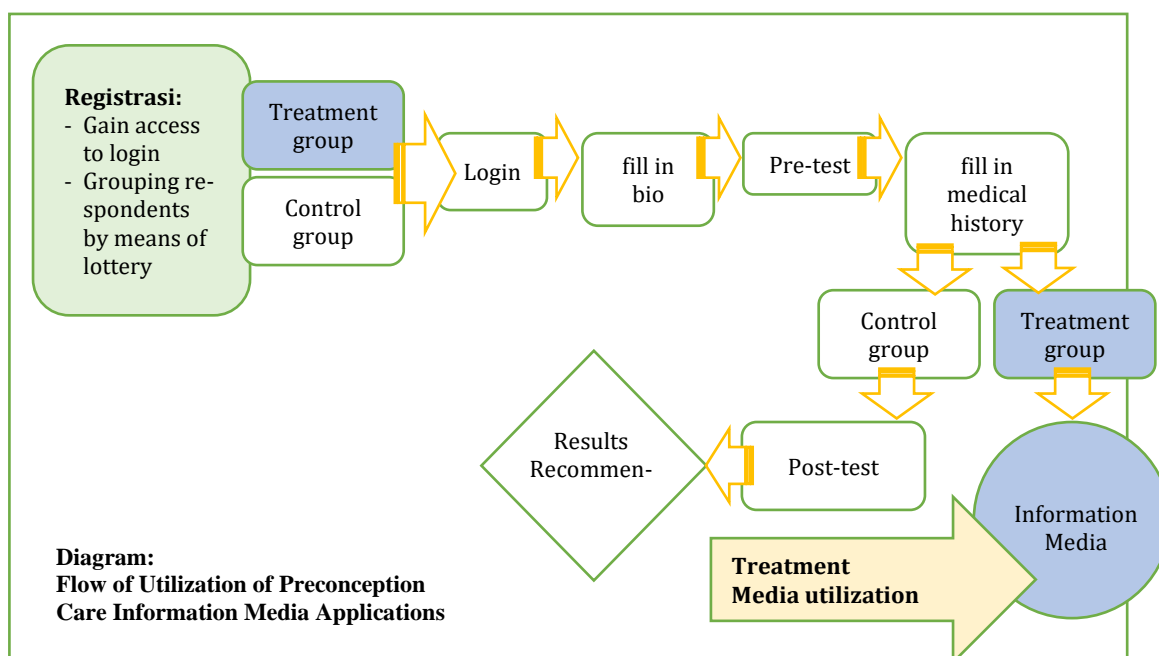 Registrasi:
- Gain access
to login
- Grouping re-
spondents
by means of
lottery
Treatment
group
Control
group
Login
fill in
bio
Pre-test
fill in
medical
history
Control
group
Treatment
group
Results
Recommen-
Post-test
Information
Media
Treatment
Media utilization
Diagram:
Flow of Utilization of Preconception
Care Information Media Applications